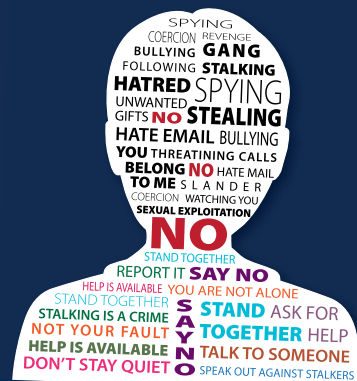 SPYING
COERCION REVENGE
BULLYING GANG
FOLLOWING STALKING
HATRED SPYING
UNWANTED
GIFTS NO STEALING
HATE EMAIL BULLYING
YOU THREATINING CALLS
BELONG NO HATE MAIL
TO ME SLANDER
COERCION WATCHING YOU
SEXUAL EXPLOITATION
NO
STAND TOGETHER
REPORT IT SAY NO
HELP IS AVAILABLE YOU ARE NOT ALONE
STAND TOGETHER
STALKING IS A CRIME
NOT YOUR FAULT
HELP IS AVAILABLE
DON'T STAY QUIET
SAY NO
STAND ASK FOR
TOGETHER HELP
TALK TO SOMEONE
SPEAK OUT AGAINST STALKERS